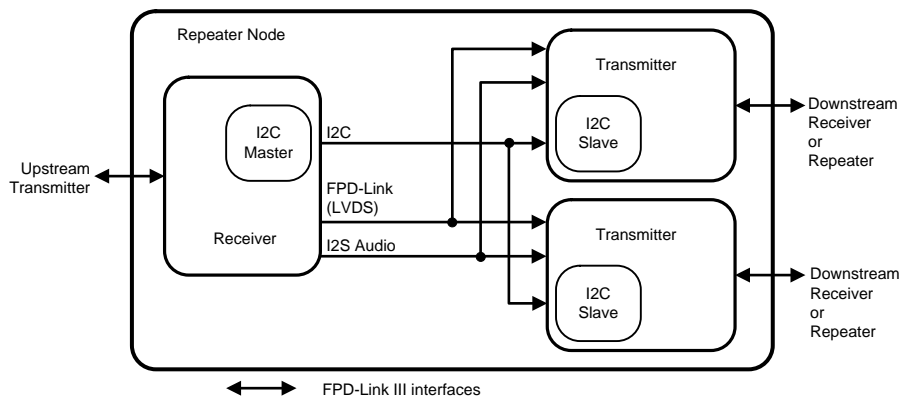 Repeater Node
Transmitter
I2C
Slave
I2C
Master
I2C
Upstream
Transmitter
FPD-Link
(LVDS)
Receiver
I2S Audio
Downstream
Receiver
or
Repeater
Transmitter
I2C
Slave
Downstream
Receiver
or
Repeater
FPD-Link III interfaces